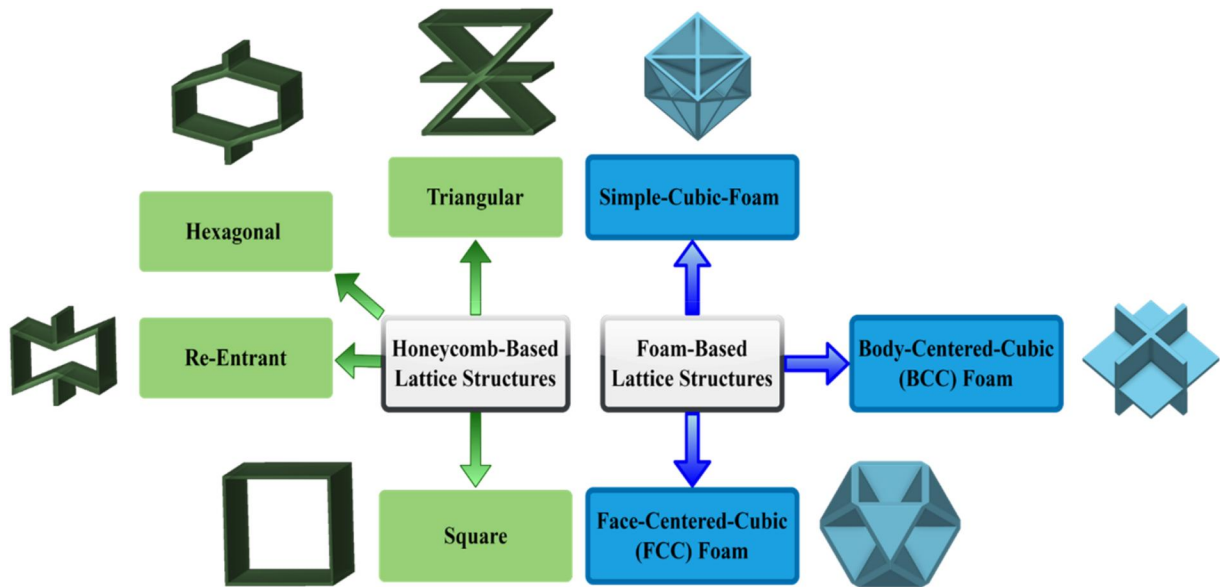 Triangular
Simple-Cubic-Foam
Hexagonal
Re-Entrant
Honeycomb-Based
Lattice Structures
Foam-Based
Lattice Structures
Body-Centered-Cubic
(BCC) Foam
Square
Face-Centered-Cubic
(FCC) Foam